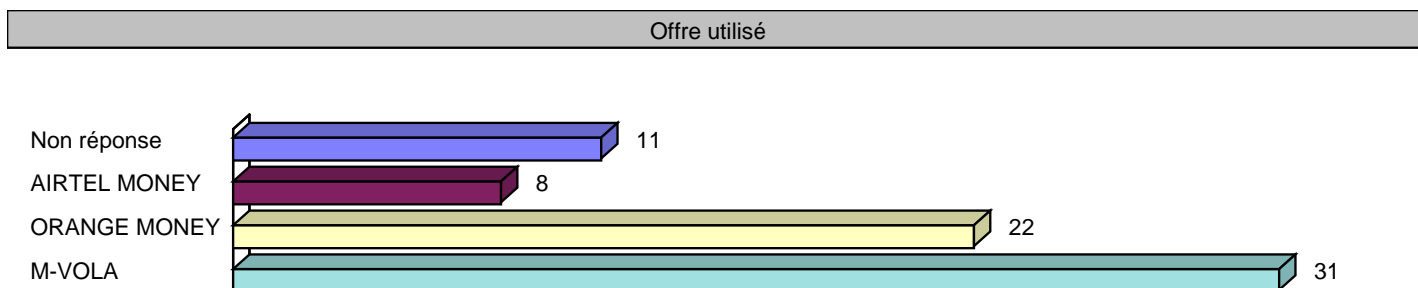 Offre utilisé
Non réponse 11
AIRTEL MONEY 8
ORANGE MONEY 22
M-VOLA 31